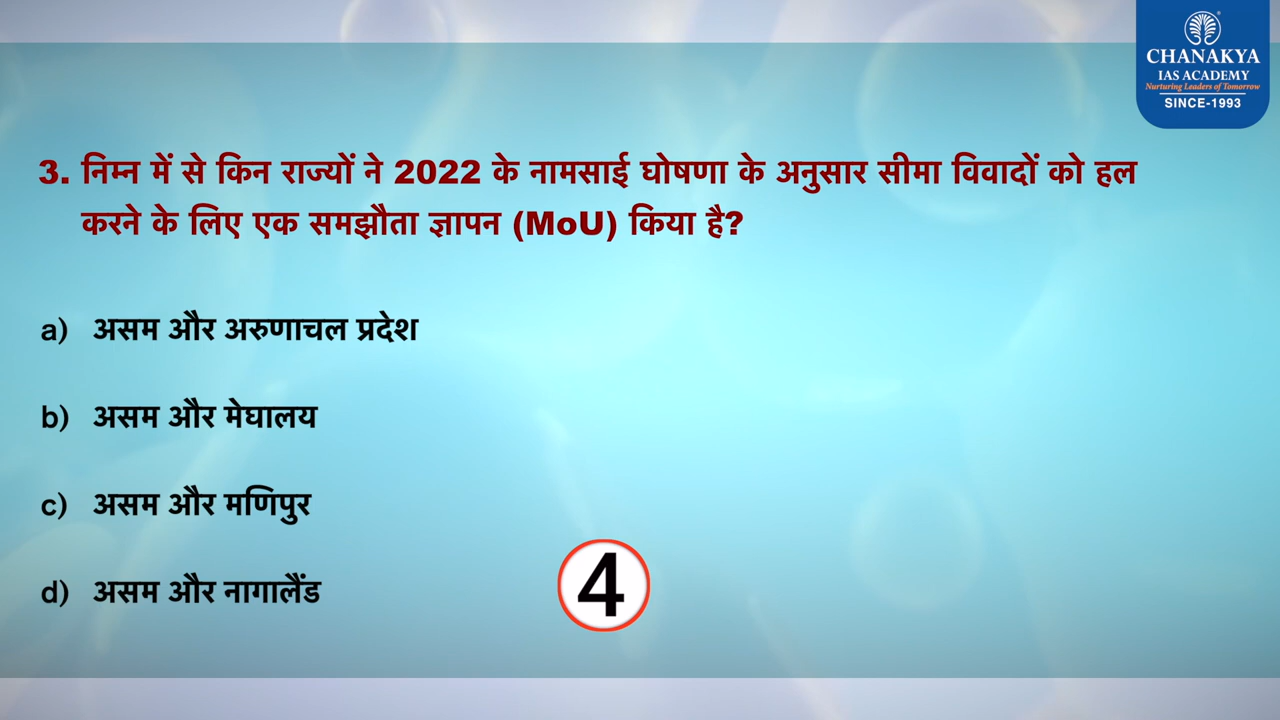 CHANAKYA
IAS ACADEMY
Nurturing Leaders of Tomorrow
SINCE-1993
3. निम्न में से किन राज्यों ने 2022 के नामसाई घोषणा के अनुसार सीमा विवादों को हल
करने के लिए एक समझौता ज्ञापन (MoU) किया है?
a) असम और अरुणाचल प्रदेश
b) असम और मेघालय
c) असम और मणिपुर
d) असम और नागालैंड
4